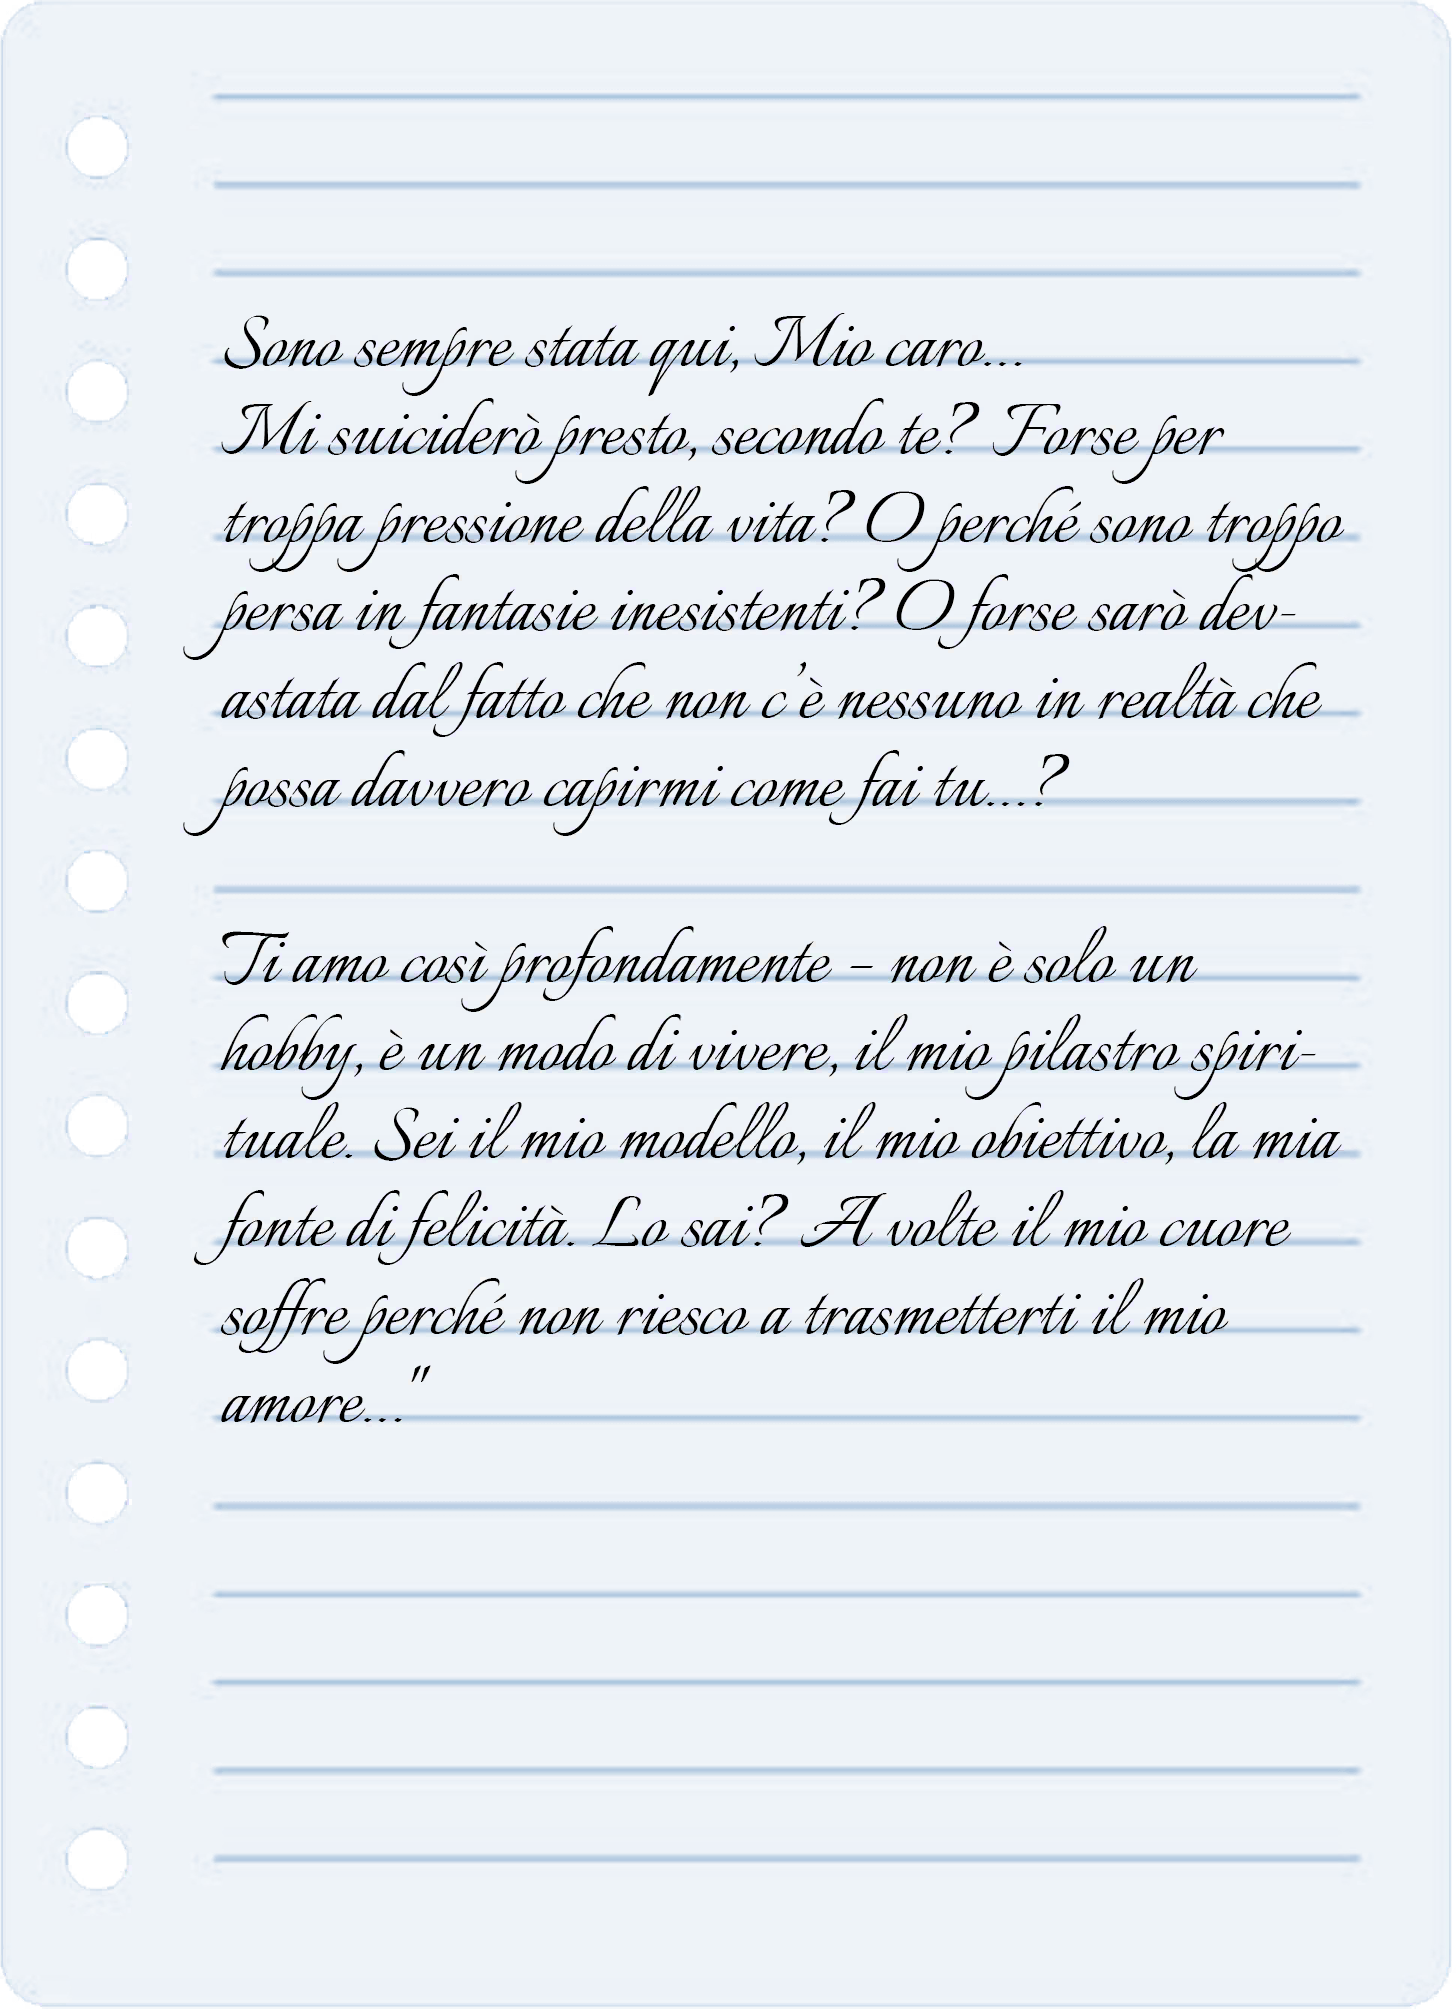 Sono sempre stata qui, Mio caro...
Mi suiciderò presto, secondo te? Forse per
troppa pressione della vita? O perché sono troppo
persa in fantasie inesistenti? O forse sarò dev-
astata dal fatto che non c'è nessuno in realtà che
possa davvero capirmi come fai tu...?
Ti amo così profondamente – non è solo un
hobby, è un modo di vivere, il mio pilastro spiri-
tuale. Sei il mio modello, il mio obiettivo, la mia
fonte di felicità. Lo sai? A volte il mio cuore
soffre perché non riesco a trasmetterti il mio
amore..."